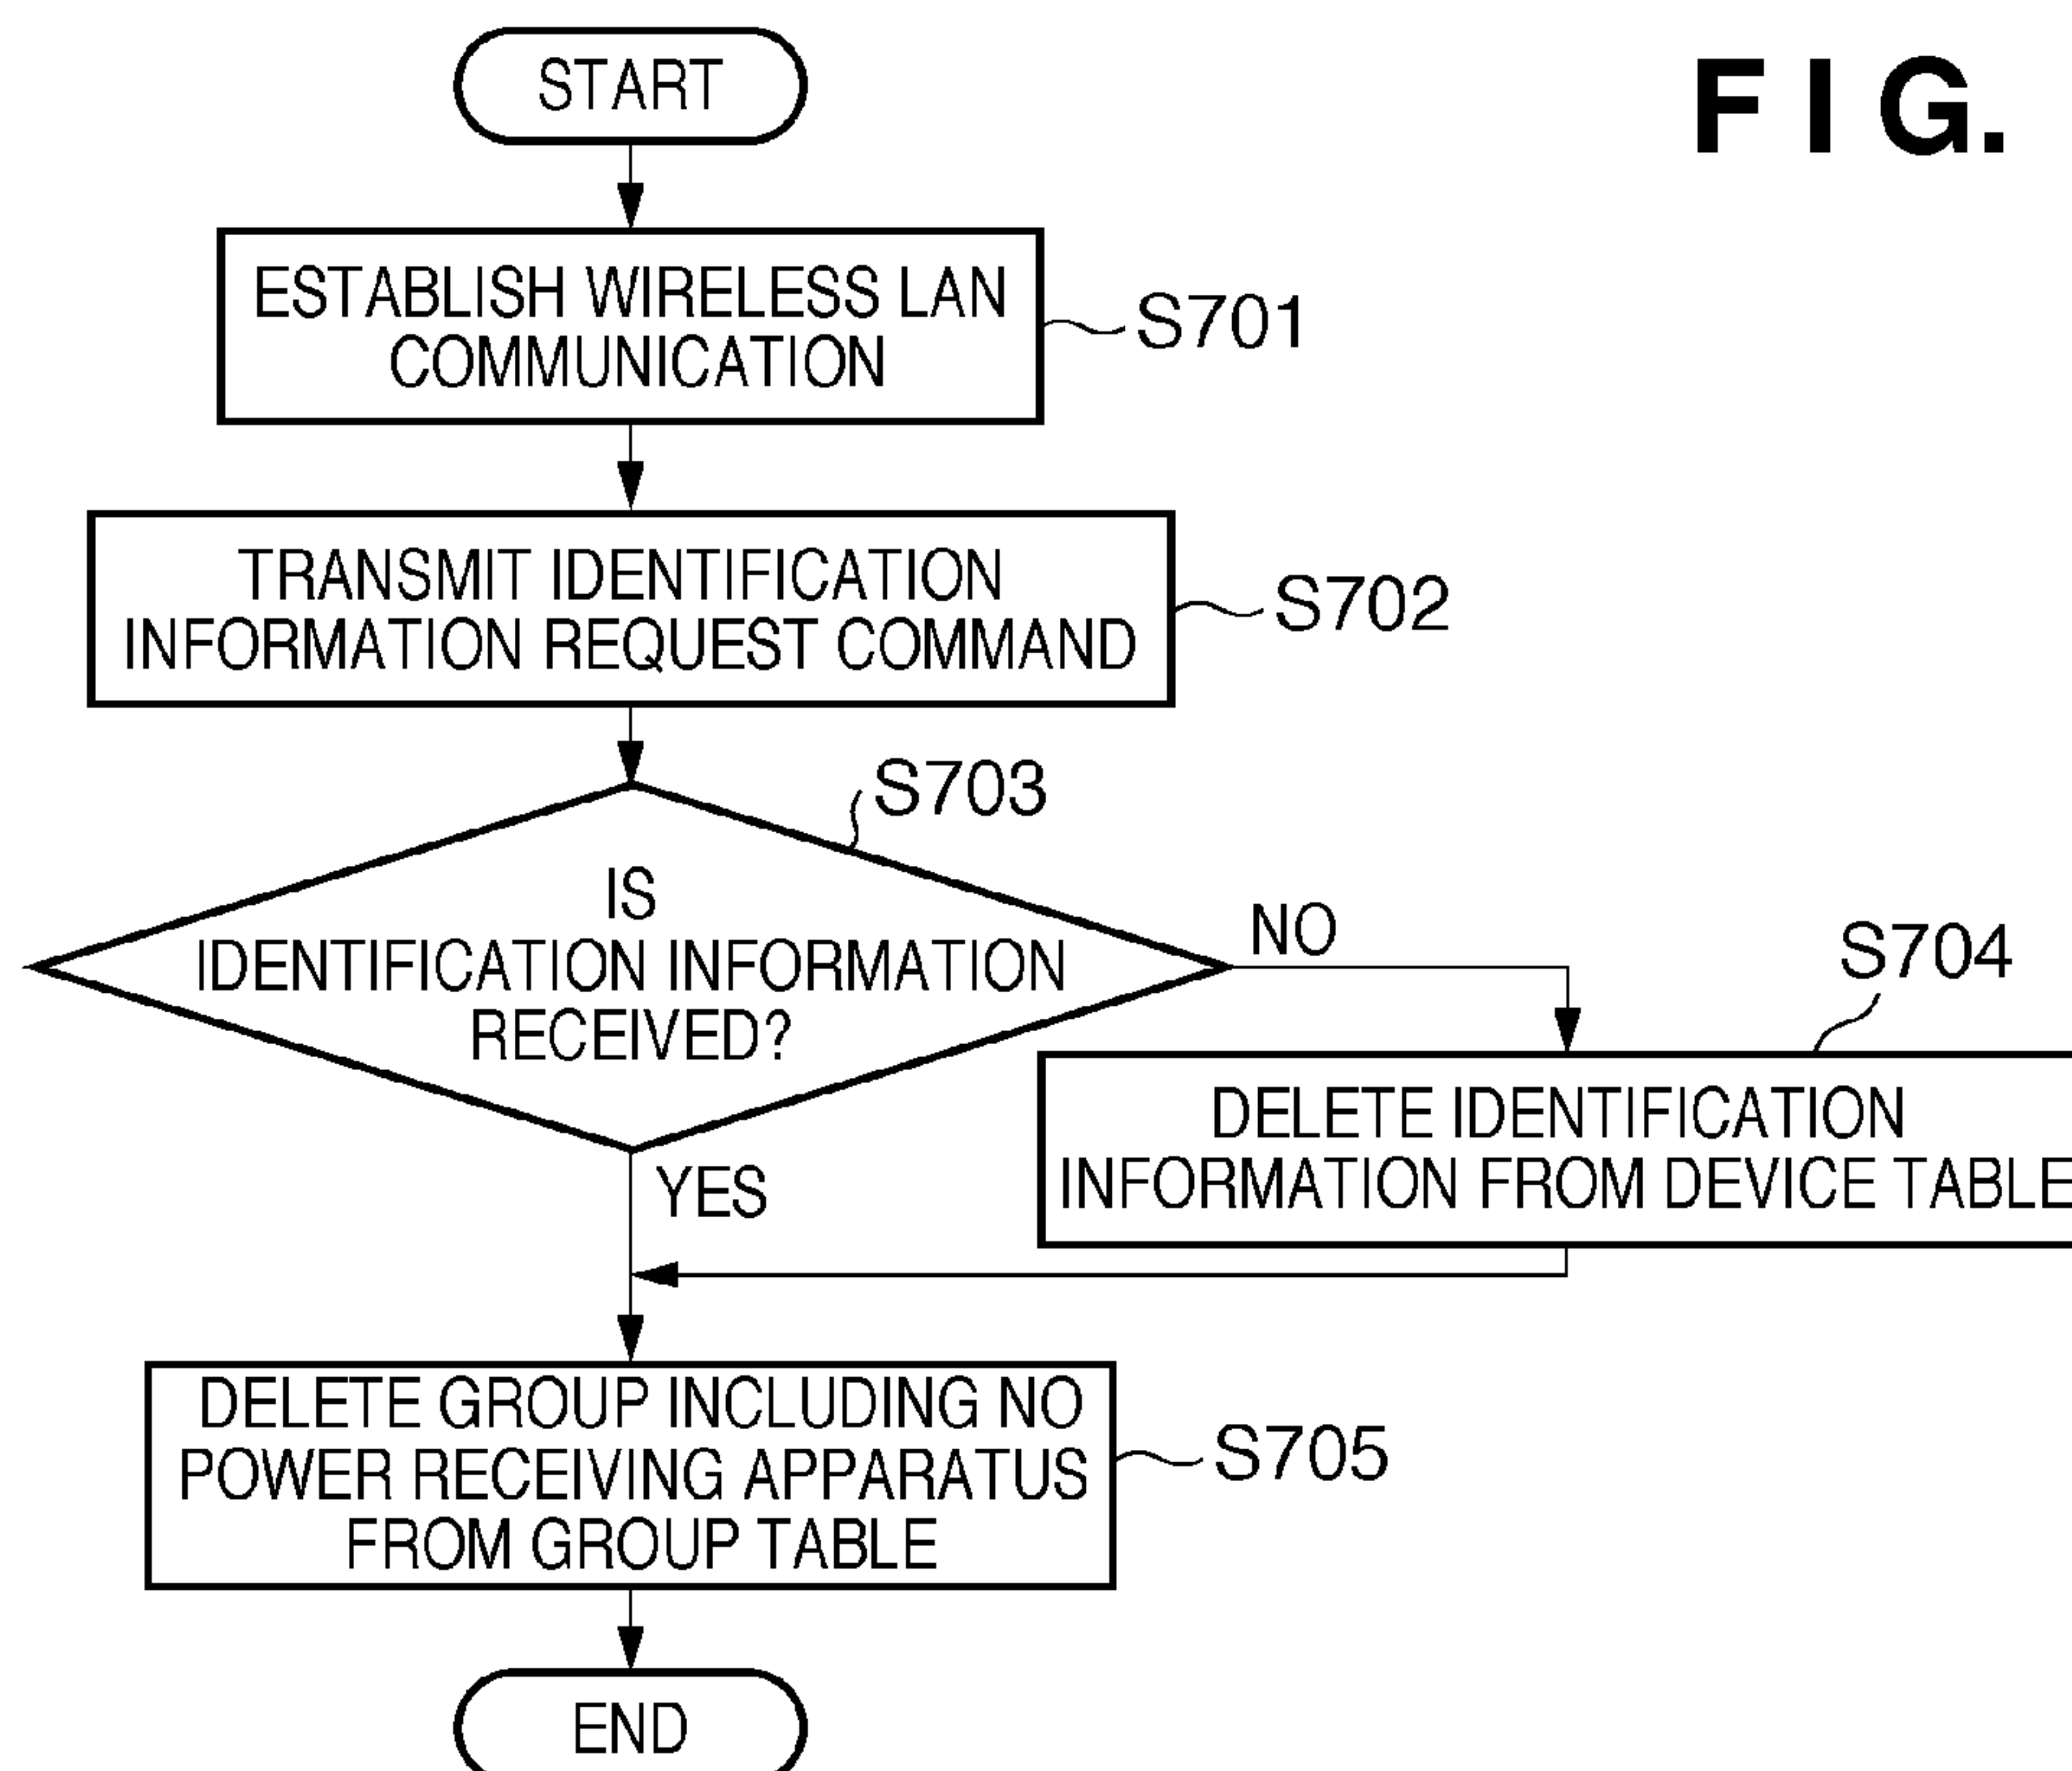 FIG.
START
ESTABLISH WIRELESS LAN
COMMUNICATION
S701
TRANSMIT IDENTIFICATION
INFORMATION REQUEST COMMAND
S702
S703
IS
IDENTIFICATION INFORMATION
RECEIVED?
NO
S704
DELETE IDENTIFICATION
INFORMATION FROM DEVICE TABLE
YES
DELETE GROUP INCLUDING NO
POWER RECEIVING APPARATUS
FROM GROUP TABLE
S705
END